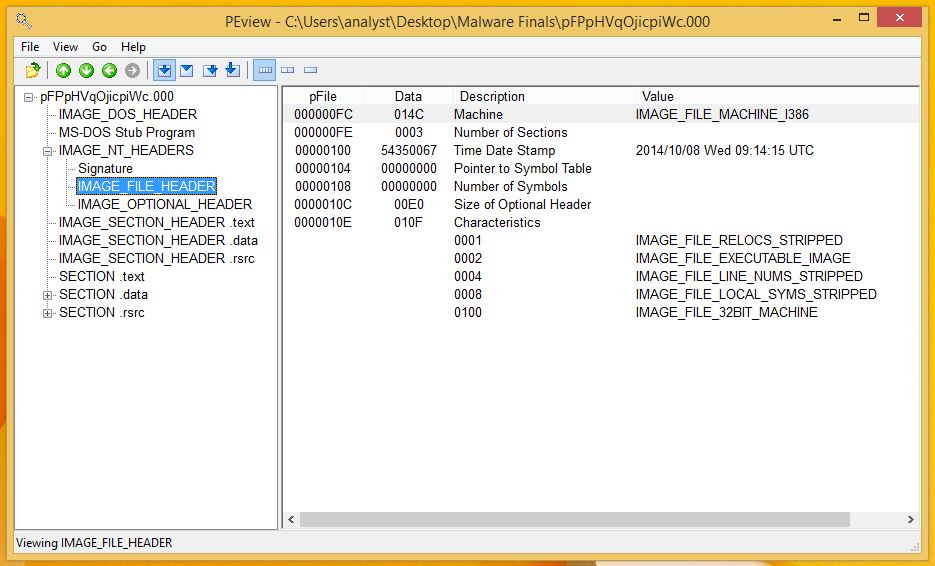 PEview - C:\Users\analyst\Desktop\Malware Finals\pFPpHVqOjicpiWc.000
File View Go Help
pFPpHVqOjicpiWc.000
IMAGE_DOS_HEADER
MS-DOS Stub Program
IMAGE_NT_HEADERS
Signature
IMAGE_FILE_HEADER
IMAGE_OPTIONAL_HEADER
IMAGE_SECTION_HEADER .text
IMAGE_SECTION_HEADER .data
IMAGE_SECTION_HEADER .rsrc
SECTION .text
SECTION .data
SECTION .rsrc
pFile Data Description Value
000000FC 014C Machine IMAGE_FILE_MACHINE_I386
000000FE 0003 Number of Sections
00000100 54350067 Time Date Stamp 2014/10/08 Wed 09:14:15 UTC
00000104 00000000 Pointer to Symbol Table
00000108 00000000 Number of Symbols
0000010C 00E0 Size of Optional Header
0000010E 010F Characteristics
0001 IMAGE_FILE_RELOCS_STRIPPED
0002 IMAGE_FILE_EXECUTABLE_IMAGE
0004 IMAGE_FILE_LINE_NUMS_STRIPPED
0008 IMAGE_FILE_LOCAL_SYMS_STRIPPED
0100 IMAGE_FILE_32BIT_MACHINE
Viewing IMAGE_FILE_HEADER